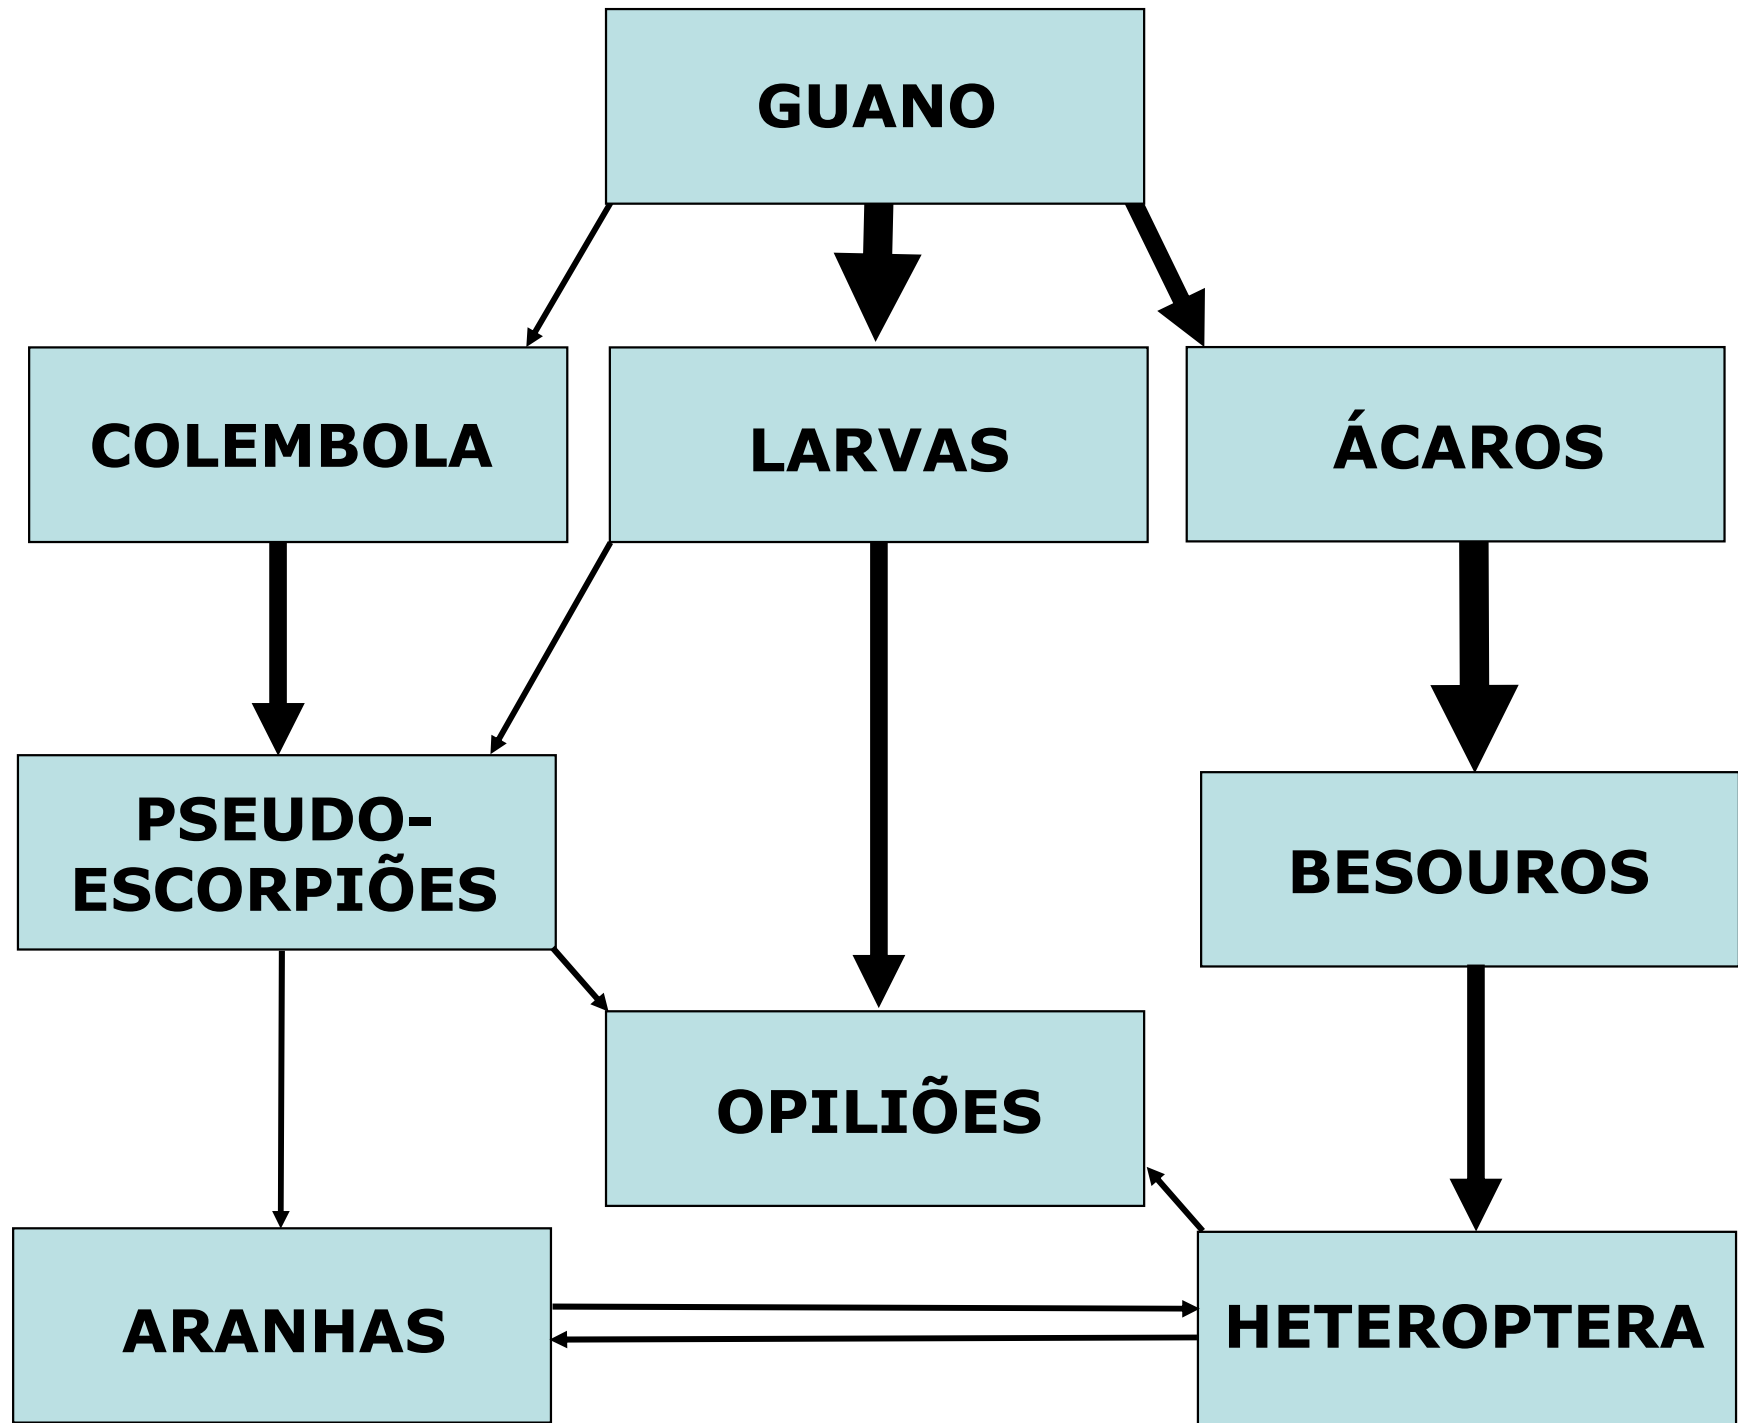 GUANO
COLEMBOLA
LARVAS
ÁCAROS
PSEUDO-
ESCORPIÕES
BESOUROS
OPILIÕES
ARANHAS
HETEROPTERA